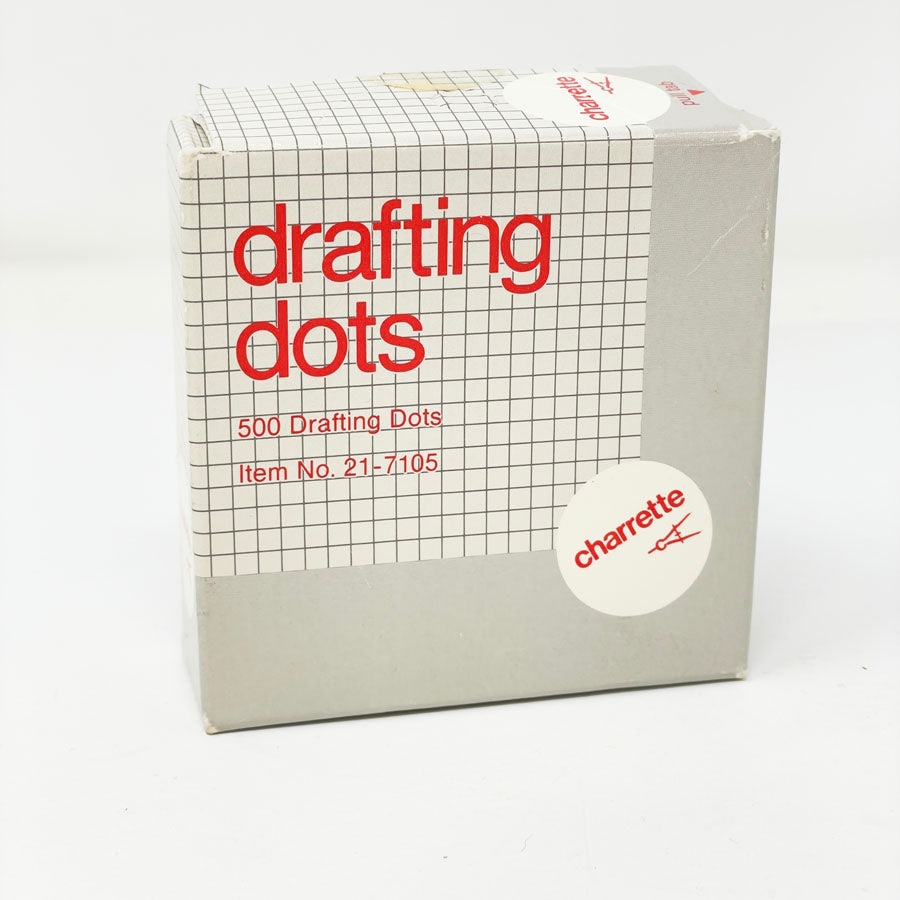 charrette
pull tab
drafting
dots
500 Drafting Dots
Item No. 21-7105
charrette